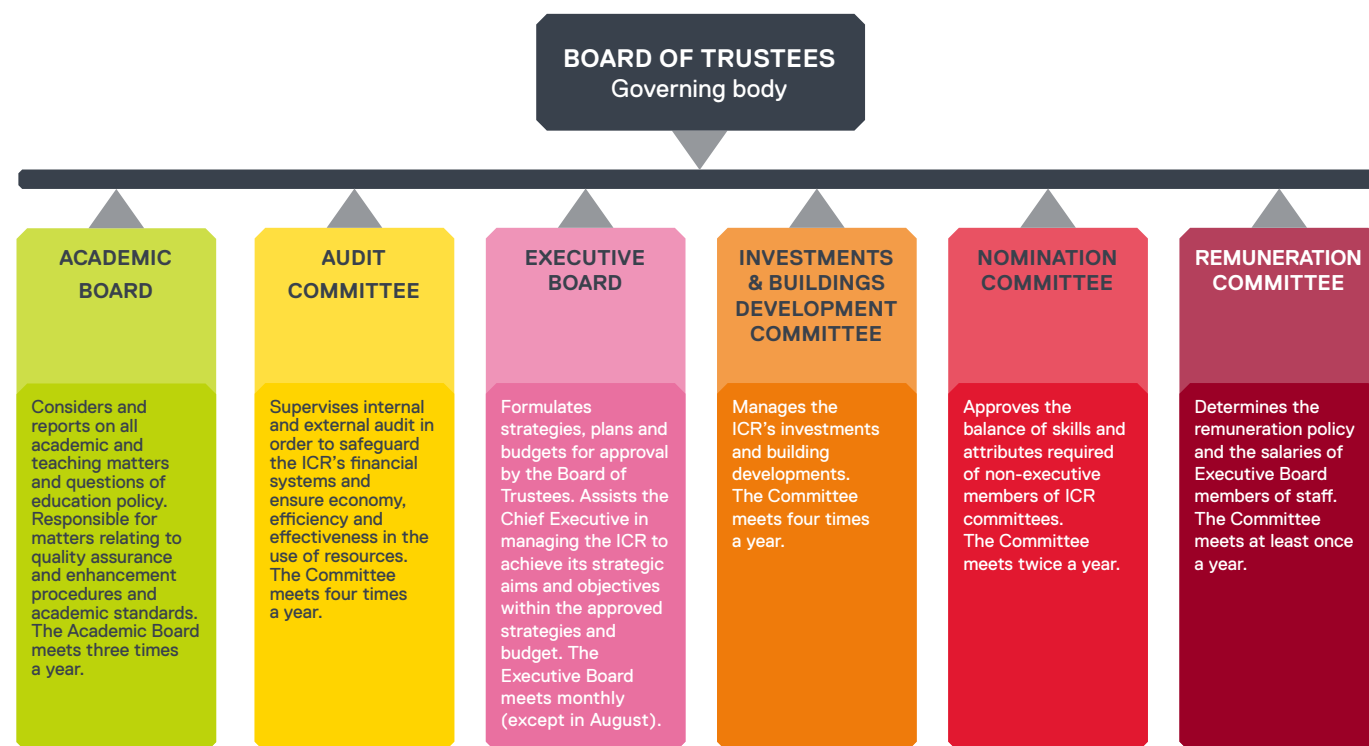 BOARD OF TRUSTEES
Governing body
ACADEMIC
BOARD
Considers and
reports on all
academic and
teaching matters
and questions of
education policy.
Responsible for
matters relating to
quality assurance
and enhancement
procedures and
academic standards.
The Academic Board
meets three times
a year.
AUDIT
COMMITTEE
Supervises internal
and external audit in
order to safeguard
the ICR's financial
systems and
ensure economy,
efficiency and
effectiveness in the
use of resources.
The Committee
meets four times
a year.
EXECUTIVE
BOARD
Formulates
strategies, plans and
budgets for approval
by the Board of
Trustees. Assists the
Chief Executive in
managing the ICR to
achieve its strategic
aims and objectives
within the approved
strategies and
budget. The
Executive Board
meets monthly
(except in August).
INVESTMENTS
& BUILDINGS
DEVELOPMENT
COMMITTEE
Manages the
ICR's investments
and building
developments.
The Committee
meets four times
a year.
NOMINATION
COMMITTEE
Approves the
balance of skills and
attributes required
of non-executive
members of ICR
committees.
The Committee
meets twice a year.
REMUNERATION
COMMITTEE
Determines the
remuneration policy
and the salaries of
Executive Board
members of staff.
The Committee
meets at least once
a year.